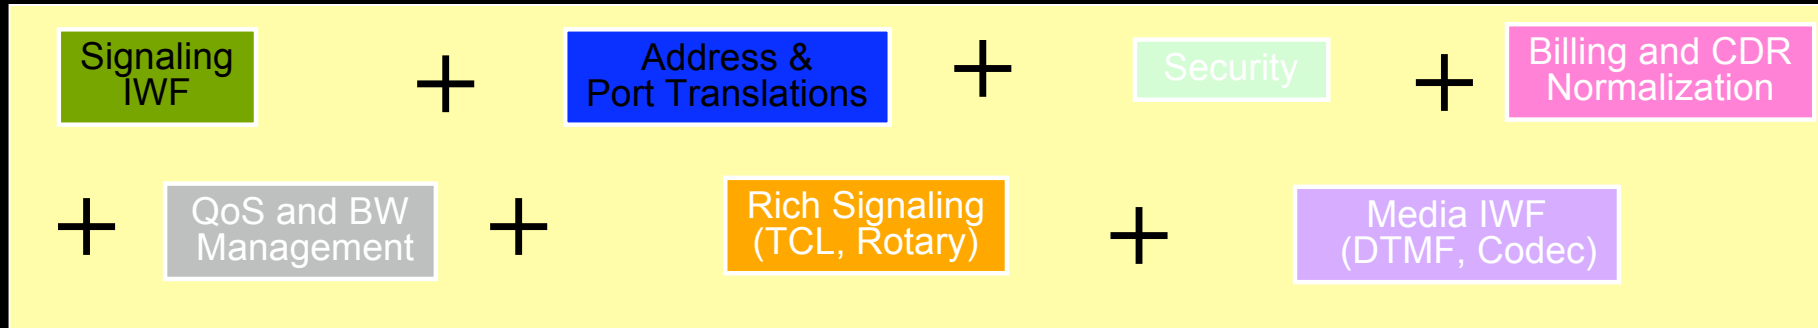 Signaling
IWF
+
Address &
Port Translations
+
Security
+
Billing and CDR
Normalization
+
QoS and BW
Management
+
Rich Signaling
(TCL, Rotary)
+
Media IWF
(DTMF, Codec)